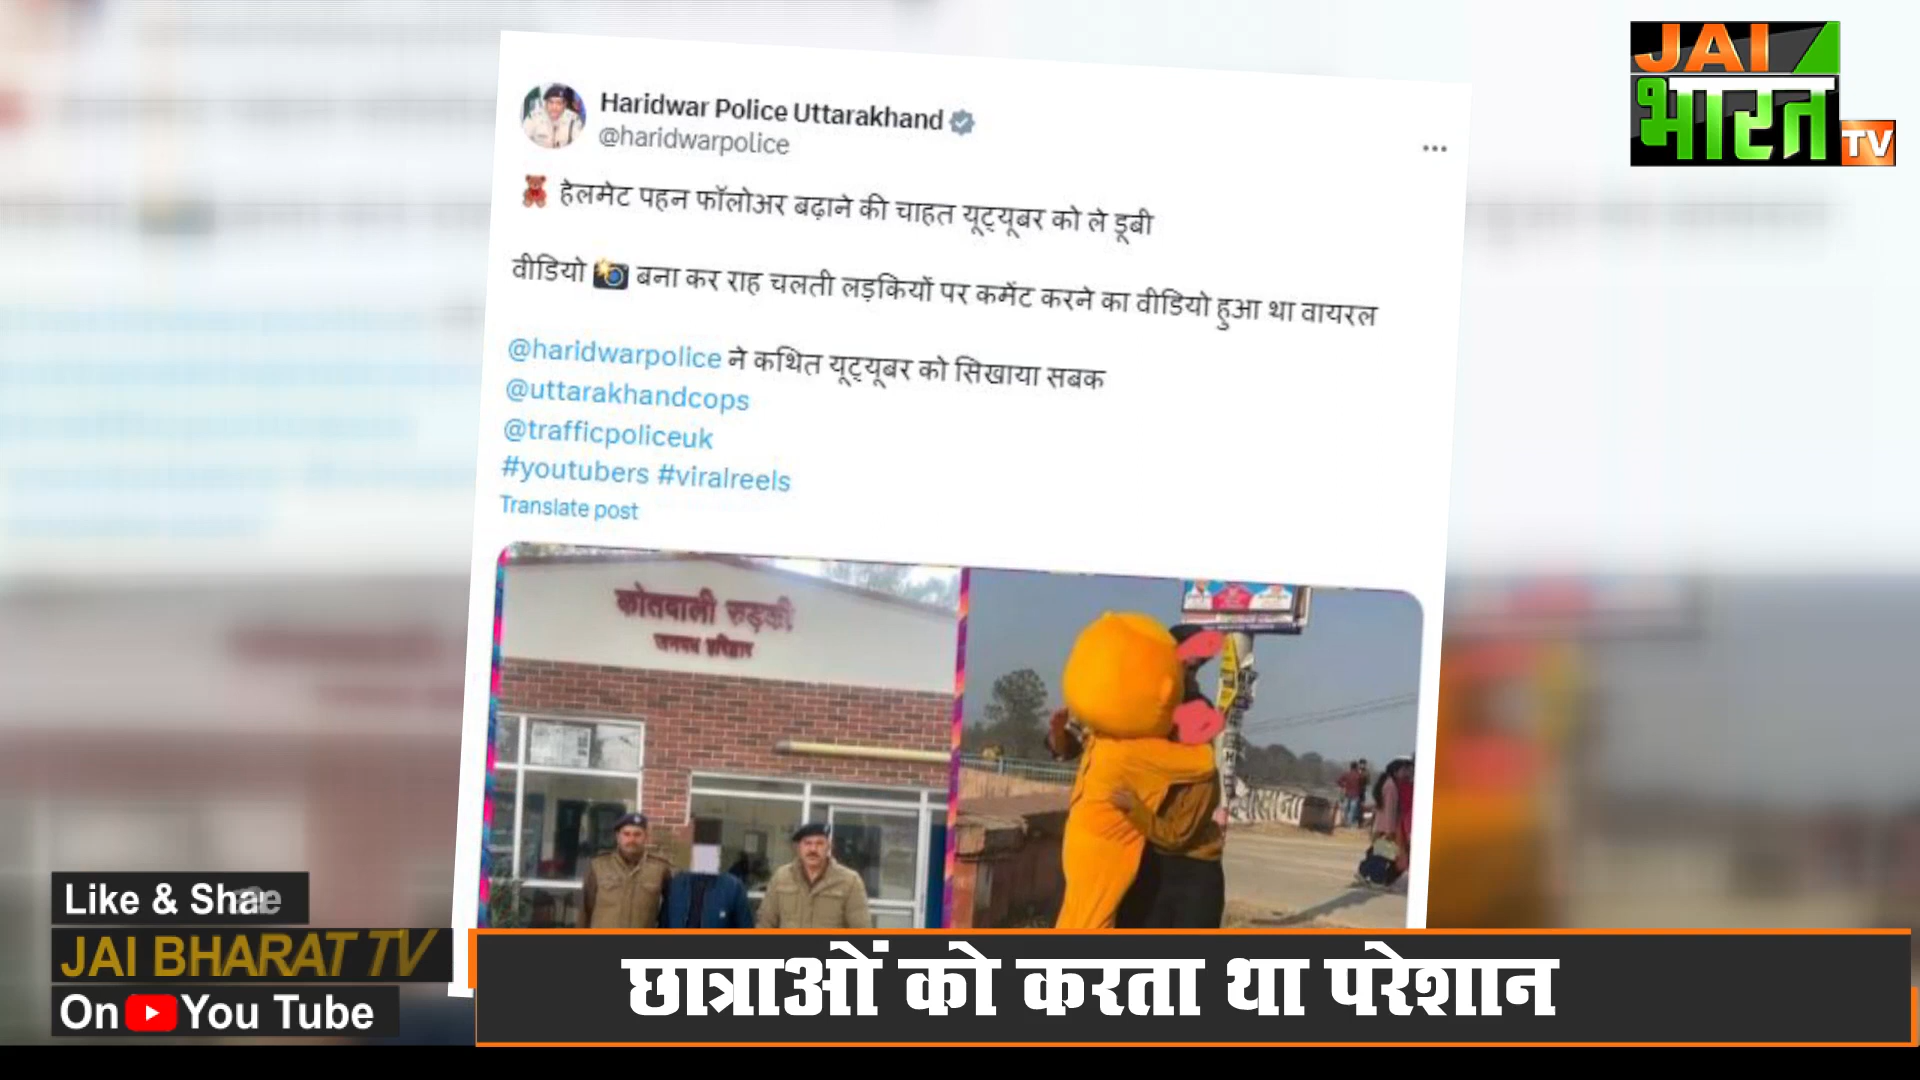 JAI
भारत
TV
Haridwar Police Uttarakhand
@haridwarpolice
हेलमेट पहन फॉलोअर बढ़ाने की चाहत यूट्यूबर को ले डूबी
वीडियो बना कर राह चलती लड़कियों पर कमेंट करने का वीडियो हुआ था वायरल
@haridwarpolice ने कथित यूट्यूबर को सिखाया सबक
@uttarakhandcops
@trafficpoliceuk
#youtubers #viralreels
Translate post
कोतवाली रुड़की
जनपद हरिद्वार
Like & Share
JAI BHARAT TV
On You Tube
छात्राओं को करता था परेशान